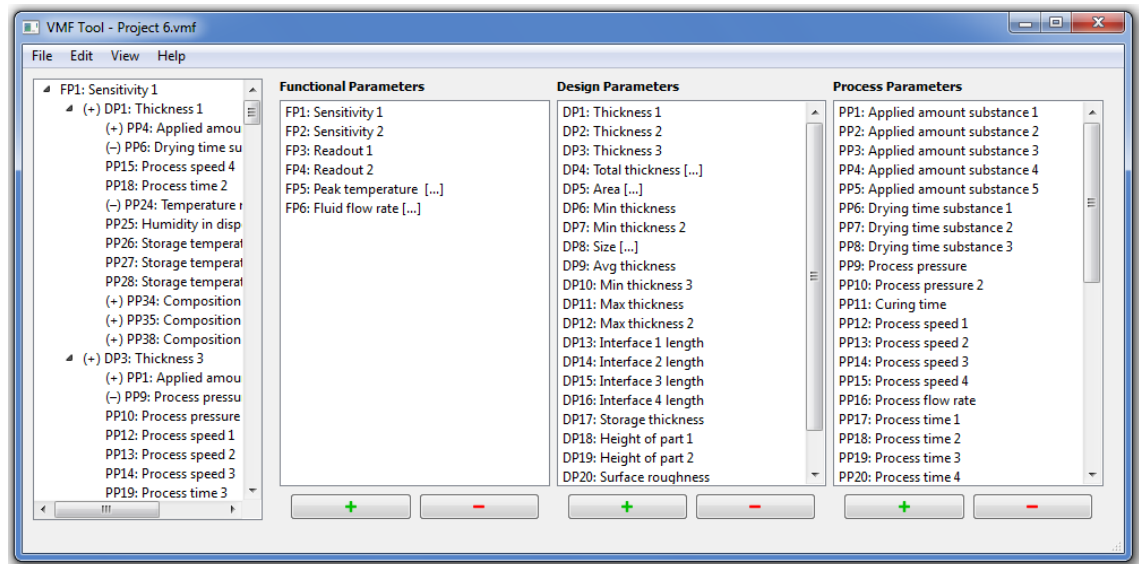 VMF Tool - Project 6.vmf
File Edit View Help
FP1: Sensitivity 1
(+) DP1: Thickness 1
(+) PP4: Applied amou
(–) PP6: Drying time su
PP15: Process speed 4
PP18: Process time 2
(–) PP24: Temperature r
PP25: Humidity in disp
PP26: Storage temperat
PP27: Storage temperat
PP28: Storage temperat
(+) PP34: Composition
(+) PP35: Composition
(+) PP38: Composition
(+) DP3: Thickness 3
(+) PP1: Applied amou
(–) PP9: Process pressu
PP10: Process pressure
PP12: Process speed 1
PP13: Process speed 2
PP14: Process speed 3
PP19: Process time 3
Functional Parameters
FP1: Sensitivity 1
FP2: Sensitivity 2
FP3: Readout 1
FP4: Readout 2
FP5: Peak temperature [...]
FP6: Fluid flow rate [...]
Design Parameters
DP1: Thickness 1
DP2: Thickness 2
DP3: Thickness 3
DP4: Total thickness [...]
DP5: Area [...]
DP6: Min thickness
DP7: Min thickness 2
DP8: Size [...]
DP9: Avg thickness
DP10: Min thickness 3
DP11: Max thickness
DP12: Max thickness 2
DP13: Interface 1 length
DP14: Interface 2 length
DP15: Interface 3 length
DP16: Interface 4 length
DP17: Storage thickness
DP18: Height of part 1
DP19: Height of part 2
DP20: Surface roughness
Process Parameters
PP1: Applied amount substance 1
PP2: Applied amount substance 2
PP3: Applied amount substance 3
PP4: Applied amount substance 4
PP5: Applied amount substance 5
PP6: Drying time substance 1
PP7: Drying time substance 2
PP8: Drying time substance 3
PP9: Process pressure
PP10: Process pressure 2
PP11: Curing time
PP12: Process speed 1
PP13: Process speed 2
PP14: Process speed 3
PP15: Process speed 4
PP16: Process flow rate
PP17: Process time 1
PP18: Process time 2
PP19: Process time 3
PP20: Process time 4